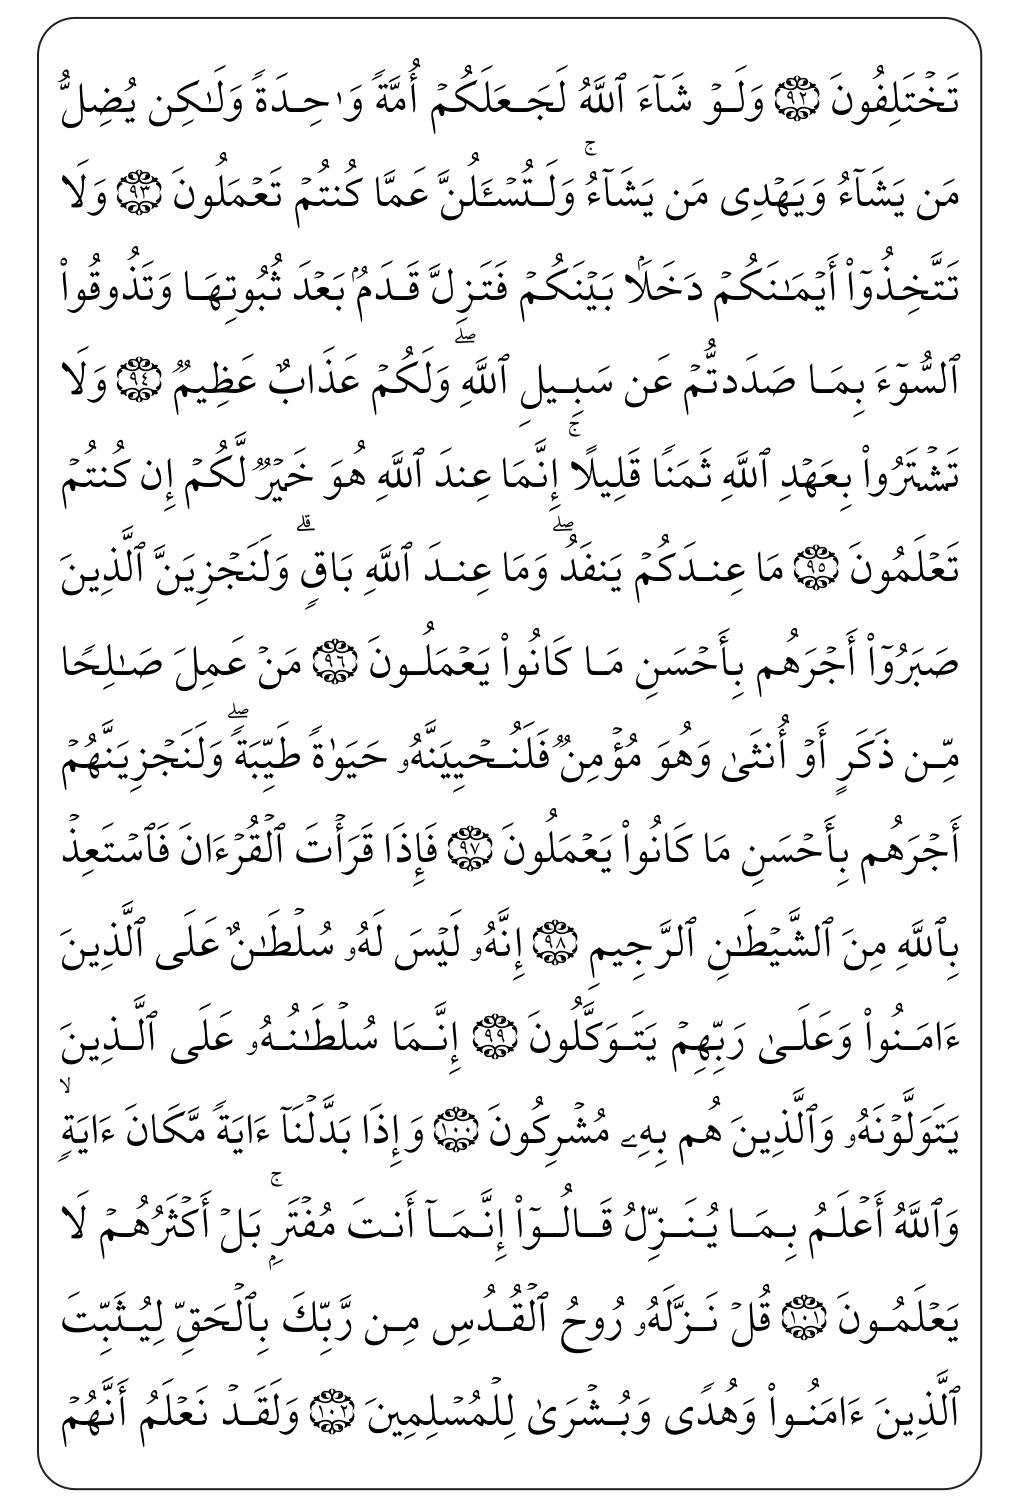 تَخۡتَلِفُونَ ٩٢ وَلَوۡ شَآءَ ٱللَّهُ لَجَعَلَكُمۡ أُمَّةٗ وَٰحِدَةٗ وَلَٰكِن يُضِلُّ
مَن يَشَآءُ وَيَهۡدِي مَن يَشَآءُۚ وَلَتُسۡـَٔلُنَّ عَمَّا كُنتُمۡ تَعۡمَلُونَ ٩٣ وَلَا
تَتَّخِذُوٓاْ أَيۡمَٰنَكُمۡ دَخَلَۢا بَيۡنَكُمۡ فَتَزِلَّ قَدَمُۢ بَعۡدَ ثُبُوتِهَا وَتَذُوقُواْ
ٱلسُّوٓءَ بِمَا صَدَدتُّمۡ عَن سَبِيلِ ٱللَّهِۖ وَلَكُمۡ عَذَابٌ عَظِيمٞ ٩٤ وَلَا
تَشۡتَرُواْ بِعَهۡدِ ٱللَّهِ ثَمَنٗا قَلِيلًاۚ إِنَّمَا عِندَ ٱللَّهِ هُوَ خَيۡرٞ لَّكُمۡ إِن كُنتُمۡ
تَعۡلَمُونَ ٩٥ مَا عِندَكُمۡ يَنفَدُۖ وَمَا عِندَ ٱللَّهِ بَاقٖۗ وَلَنَجۡزِيَنَّ ٱلَّذِينَ
صَبَرُوٓاْ أَجۡرَهُم بِأَحۡسَنِ مَا كَانُواْ يَعۡمَلُونَ ٩٦ مَنۡ عَمِلَ صَٰلِحٗا
مِّن ذَكَرٍ أَوۡ أُنثَىٰ وَهُوَ مُؤۡمِنٞ فَلَنُحۡيِيَنَّهُۥ حَيَوٰةٗ طَيِّبَةٗۖ وَلَنَجۡزِيَنَّهُمۡ
أَجۡرَهُم بِأَحۡسَنِ مَا كَانُواْ يَعۡمَلُونَ ٩٧ فَإِذَا قَرَأۡتَ ٱلۡقُرۡءَانَ فَٱسۡتَعِذۡ
بِٱللَّهِ مِنَ ٱلشَّيۡطَٰنِ ٱلرَّجِيمِ ٩٨ إِنَّهُۥ لَيۡسَ لَهُۥ سُلۡطَٰنٌ عَلَى ٱلَّذِينَ
ءَامَنُواْ وَعَلَىٰ رَبِّهِمۡ يَتَوَكَّلُونَ ٩٩ إِنَّمَا سُلۡطَٰنُهُۥ عَلَى ٱلَّذِينَ
يَتَوَلَّوۡنَهُۥ وَٱلَّذِينَ هُم بِهِۦ مُشۡرِكُونَ ١٠٠ وَإِذَا بَدَّلۡنَآ ءَايَةٗ مَّكَانَ ءَايَةٖۙ
وَٱللَّهُ أَعۡلَمُ بِمَا يُنَزِّلُ قَالُوٓاْ إِنَّمَآ أَنتَ مُفۡتَرِۭۚ بَلۡ أَكۡثَرُهُمۡ لَا
يَعۡلَمُونَ ١٠١ قُلۡ نَزَّلَهُۥ رُوحُ ٱلۡقُدُسِ مِن رَّبِّكَ بِٱلۡحَقِّ لِيُثَبِّتَ
ٱلَّذِينَ ءَامَنُواْ وَهُدٗى وَبُشۡرَىٰ لِلۡمُسۡلِمِينَ ١٠٢ وَلَقَدۡ نَعۡلَمُ أَنَّهُمۡ